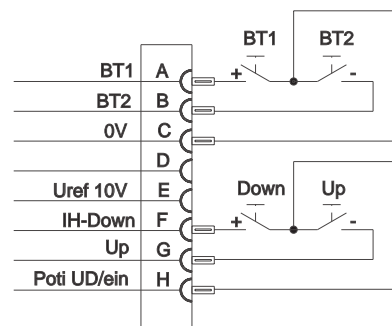 BT1 BT2
BT1 A + -
BT2 B
0V C
D
Uref 10V E Down Up
IH-Down F + -
Up G
Poti UD/ein H